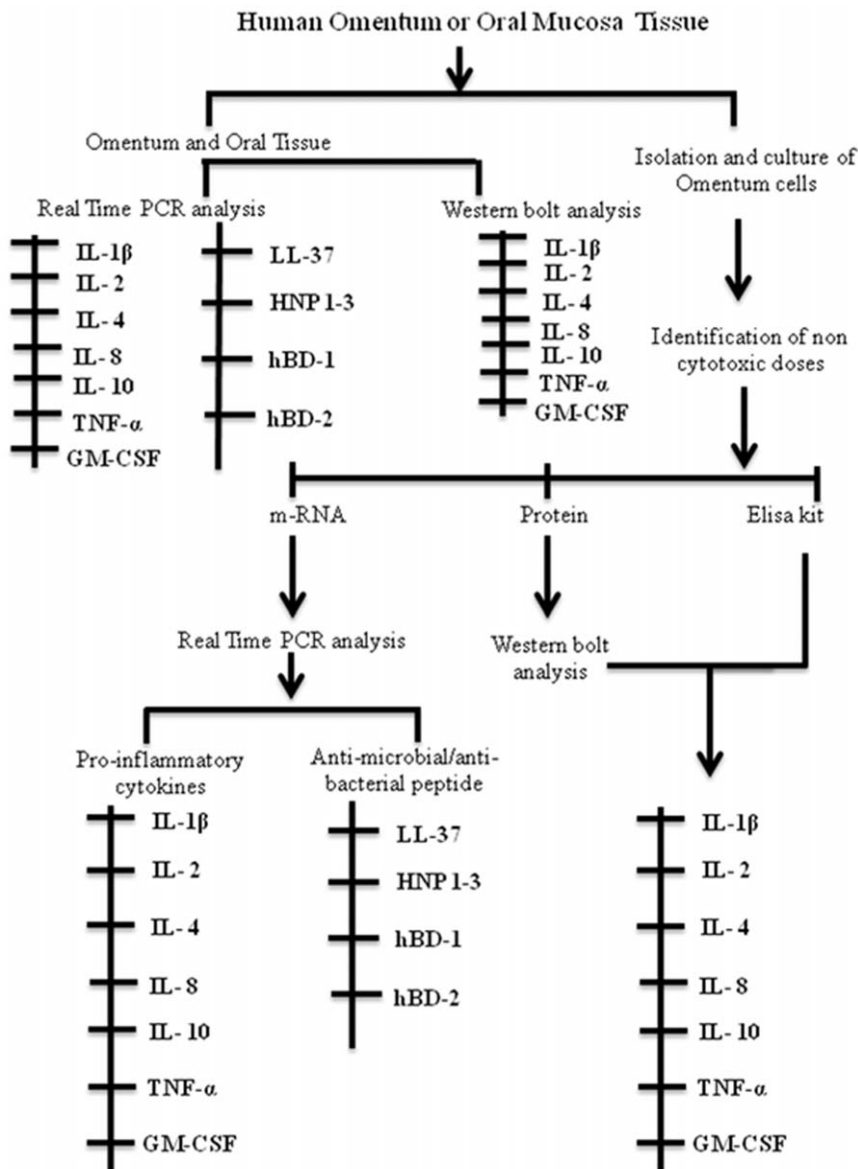 Human Omentum or Oral Mucosa Tissue
Omentum and Oral Tissue
Isolation and culture of
Omentum cells
Real Time PCR analysis
IL-1β
IL- 2
IL- 4
IL- 8
IL- 10
TNF-α
GM-CSF
LL-37
HNP 1-3
hBD-1
hBD-2
Western bolt analysis
IL-1β
IL- 2
IL- 4
IL- 8
IL- 10
TNF-α
GM-CSF
Identification of non
cytotoxic doses
m-RNA
Protein
Elisa kit
Real Time PCR analysis
Western bolt
analysis
Pro-inflammatory
cytokines
IL-1β
IL- 2
IL- 4
IL- 8
IL- 10
TNF-α
GM-CSF
Anti-microbial/anti-
bacterial peptide
LL-37
HNP 1-3
hBD-1
hBD-2
IL-1β
IL- 2
IL- 4
IL- 8
IL- 10
TNF-α
GM-CSF